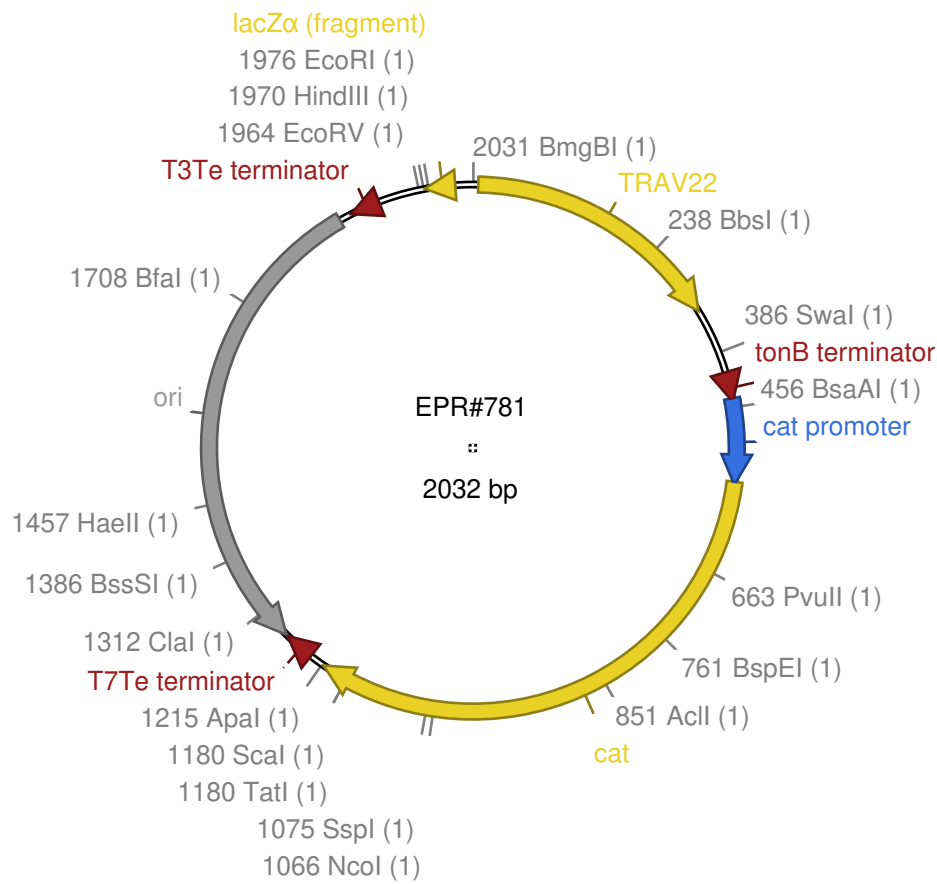 lacZα (fragment)
1976 EcoRI (1)
1970 HindIII (1)
1964 EcoRV (1)
T3Te terminator
2031 BmgBI (1)
TRAV22
238 BbsI (1)
1708 BfaI (1)
386 SwaI (1)
tonB terminator
456 BsaAI (1)
ori
EPR#781
cat promoter
2032 bp
1457 HaeII (1)
1386 BssSI (1)
663 PvuII (1)
1312 ClaI (1)
761 BspEI (1)
T7Te terminator
1215 ApaI (1)
851 AclI (1)
1180 ScaI (1)
cat
1180 TatI (1)
1075 SspI (1)
1066 NcoI (1)